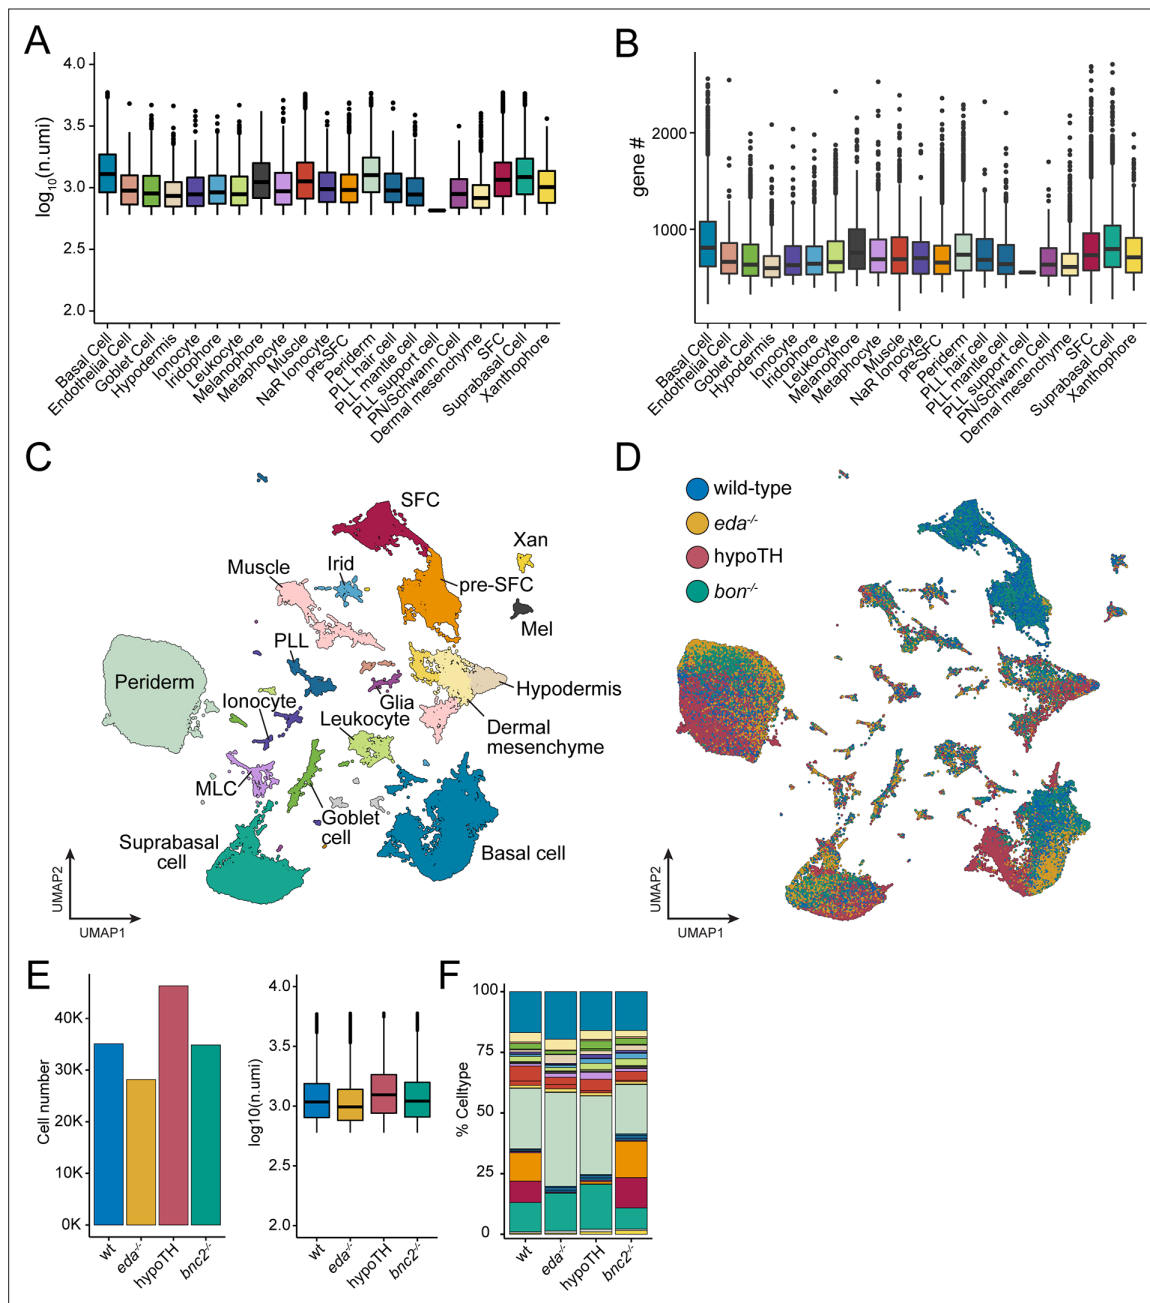 A
4.0
3.5
3.0
2.5
2.0
log10(n.umi)
Basal Cell
Endothelial Cell
Goblet Cell
Hypodermis
Ionocyte
Iridophore
Leukocyte
Melanophore
Metaphocyte
Muscle
NaR Ionocyte
pre-SFC
Periderm
PLL hair cell
PLL mantle cell
PLL support cell
PN/Schwann Cell
Dermal mesenchyme
SFC
Suprabasal Cell
Xanthophore
B
2000
1000
gene #
Basal Cell
Endothelial Cell
Goblet Cell
Hypodermis
Ionocyte
Iridophore
Leukocyte
Melanophore
Metaphocyte
Muscle
NaR Ionocyte
pre-SFC
Periderm
PLL hair cell
PLL mantle cell
PLL support cell
PN/Schwann Cell
Dermal mesenchyme
SFC
Suprabasal Cell
Xanthophore
C
SFC
Xan
Irid
Muscle
pre-SFC
Mel
PLL
Periderm
Hypodermis
Ionocyte
Glia
Leukocyte
Dermal
mesenchyme
MLC
Goblet
cell
Suprabasal
cell
Basal cell
UMAP2
UMAP1
D
wild-type
eda-/-
hypoTH
bon-/-
UMAP2
UMAP1
E
40K
30K
20K
10K
0K
Cell number
wt
eda-/-
hypoTH
bnc2-/-
4.0
3.5
3.0
2.5
2.0
log10(n.umi)
wt
eda-/-
hypoTH
bnc2-/-
F
100
75
50
25
0
% Celltype
wt
eda-/-
hypoTH
bnc2-/-